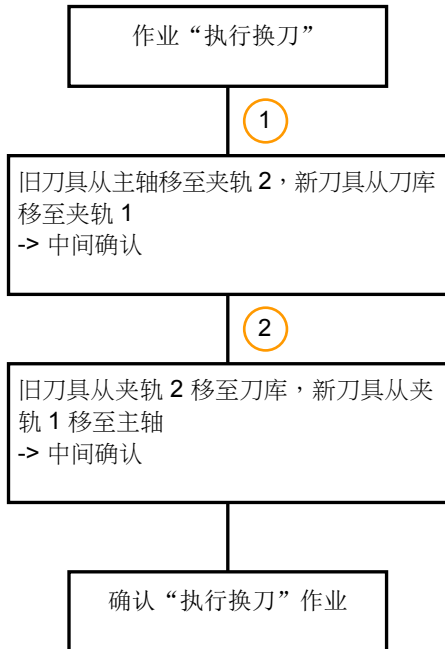 作业“执行换刀”
1
旧刀具从主轴移至夹轨 2，新刀具从刀库
移至夹轨 1
-> 中间确认
2
旧刀具从夹轨 2 移至刀库，新刀具从夹
轨 1 移至主轴
-> 中间确认
确认“执行换刀”作业